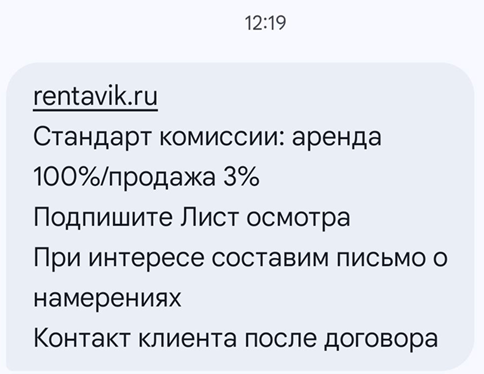 12:19
rentavik.ru
Стандарт комиссии: аренда
100%/продажа 3%
Подпишите Лист осмотра
При интересе составим письмо о
намерениях
Контакт клиента после договора